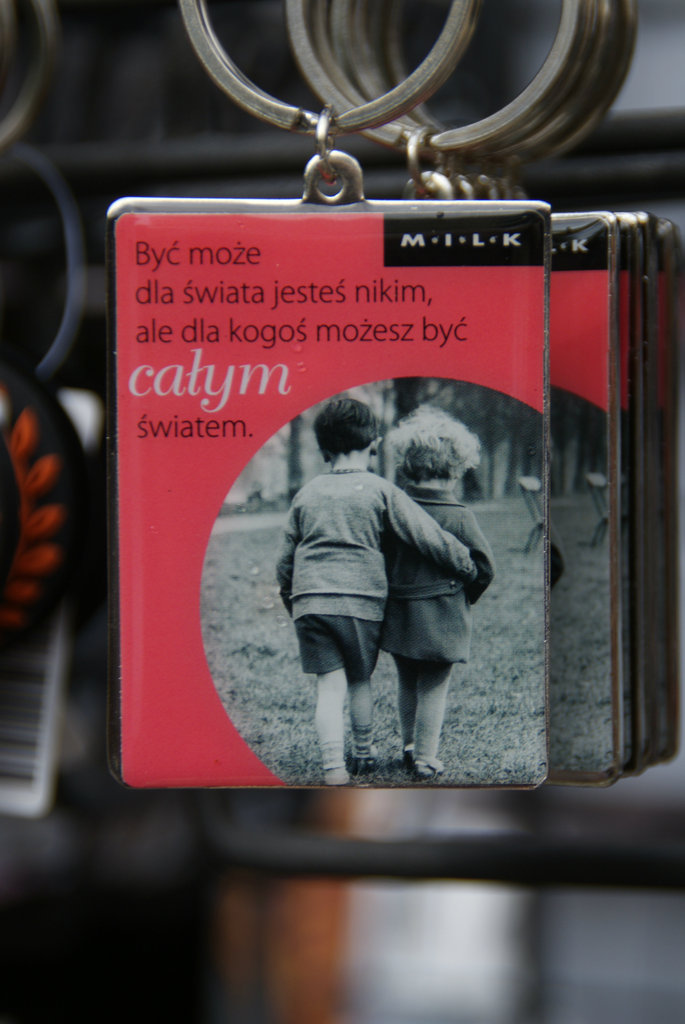 M·I·L·K
Być może
dla świata jesteś nikim,
ale dla kogoś możesz być
całym
światem.
K